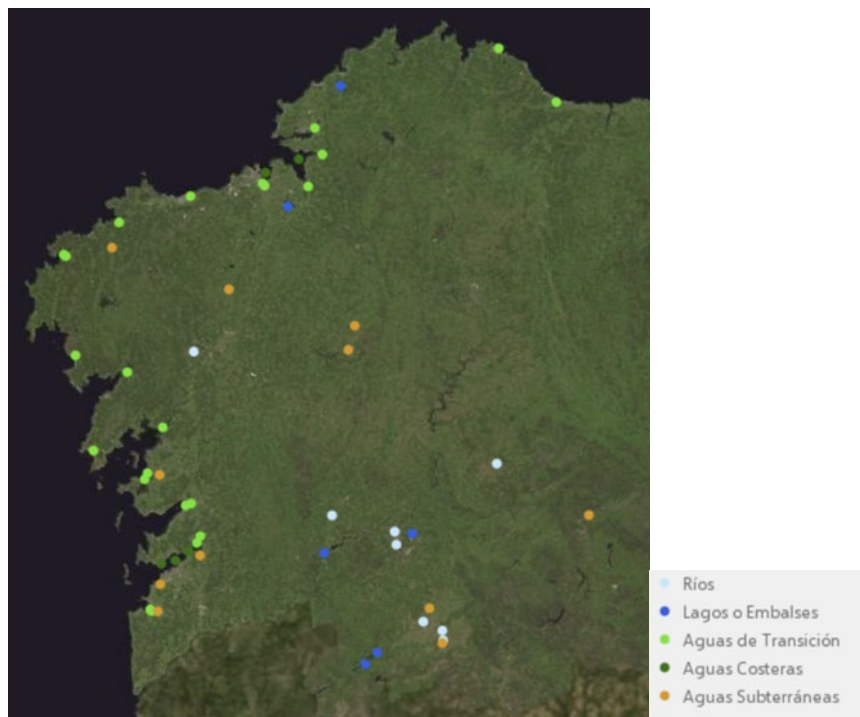 Ríos
Lagos o Embalses
Aguas de Transición
Aguas Costeras
Aguas Subterráneas